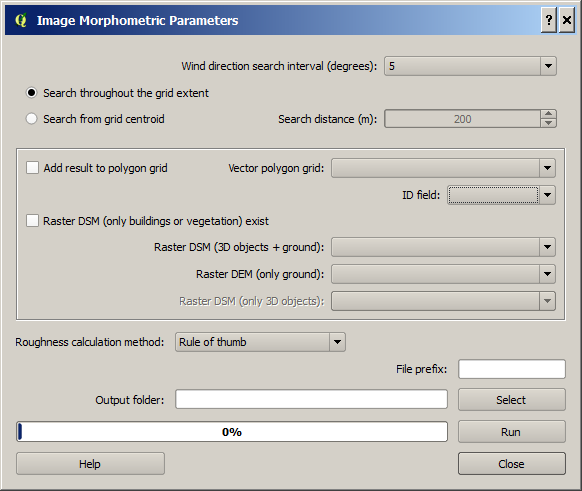 Image Morphometric Parameters
Wind direction search interval (degrees): 5
Search throughout the grid extent
Search from grid centroid Search distance (m): 200
Add result to polygon grid Vector polygon grid:
ID field:
Raster DSM (only buildings or vegetation) exist
Raster DSM (3D objects + ground):
Raster DEM (only ground):
Raster DSM (only 3D objects):
Roughness calculation method: Rule of thumb
File prefix:
Output folder: Select
0% Run
Help Close